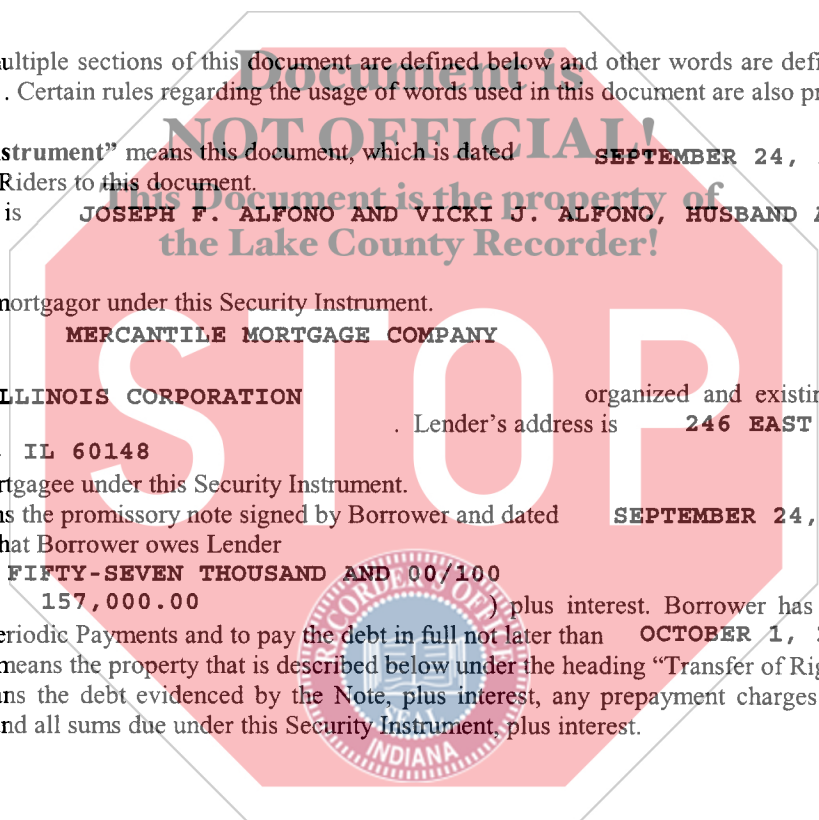 ultiple sections of this document are defined below and other words are defi
Document is
. Certain rules regarding the usage of words used in this document are also pr
NOT OFFICIAL!
strument” means this document, which is dated SEPTEMBER 24,
Riders to this document.
This Document is the property of
is JOSEPH F. ALFONO AND VICKI J. ALFONO, HUSBAND A
the Lake County Recorder!
mortgagor under this Security Instrument.
MERCANTILE MORTGAGE COMPANY
LLINOIS CORPORATION organized and existin
. Lender’s address is 246 EAST
IL 60148
rtgagee under this Security Instrument.
STOP
ns the promissory note signed by Borrower and dated SEPTEMBER 24,
hat Borrower owes Lender
FIFTY-SEVEN THOUSAND AND 00/100
157,000.00 ) plus interest. Borrower has
eriodic Payments and to pay the debt in full not later than OCTOBER 1,
means the property that is described below under the heading “Transfer of Rig
ans the debt evidenced by the Note, plus interest, any prepayment charges
nd all sums due under this Security Instrument, plus interest.
RECORDER'S OFFICE
SEAL
INDIANA